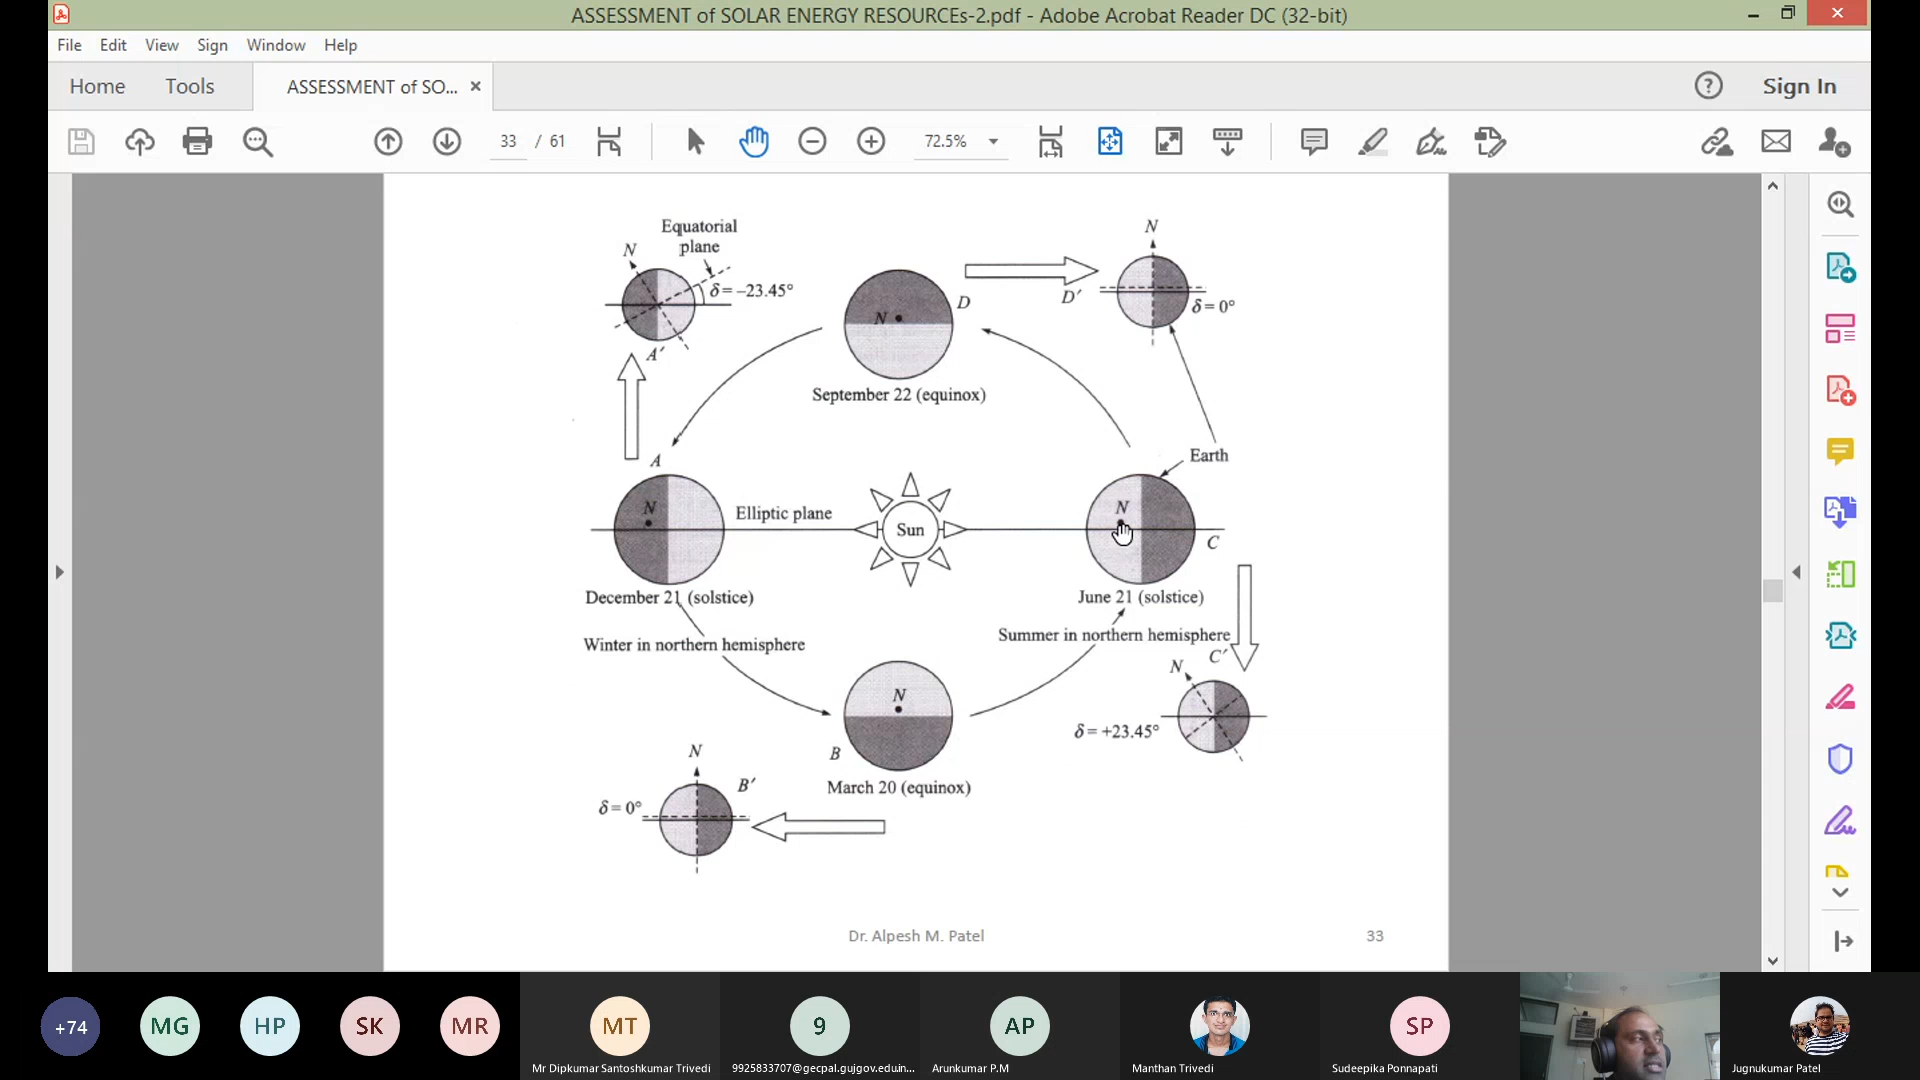 ASSESSMENT of SOLAR ENERGY RESOURCEs-2.pdf - Adobe Acrobat Reader DC (32-bit)
File Edit View Sign Window Help
Home Tools ASSESSMENT of SO... × Sign In
33 / 61 72.5%
Equatorial
plane
N
δ = –23.45°
A′
D
N
September 22 (equinox)
N
D′
δ = 0°
A
N
Elliptic plane
Sun
Earth
N
C
December 21 (solstice)
Winter in northern hemisphere
June 21 (solstice)
Summer in northern hemisphere
C′
N
δ = +23.45°
N
B
March 20 (equinox)
N
B′
δ = 0°
Dr. Alpesh M. Patel 33
+74 MG HP SK MR MT 9 AP SP
Mr Dipkumar Santoshkumar Trivedi 9925833707@gecpal.gujgov.edu.in... Arunkumar P.M Manthan Trivedi Sudeepika Ponnapati Jugnukumar Patel